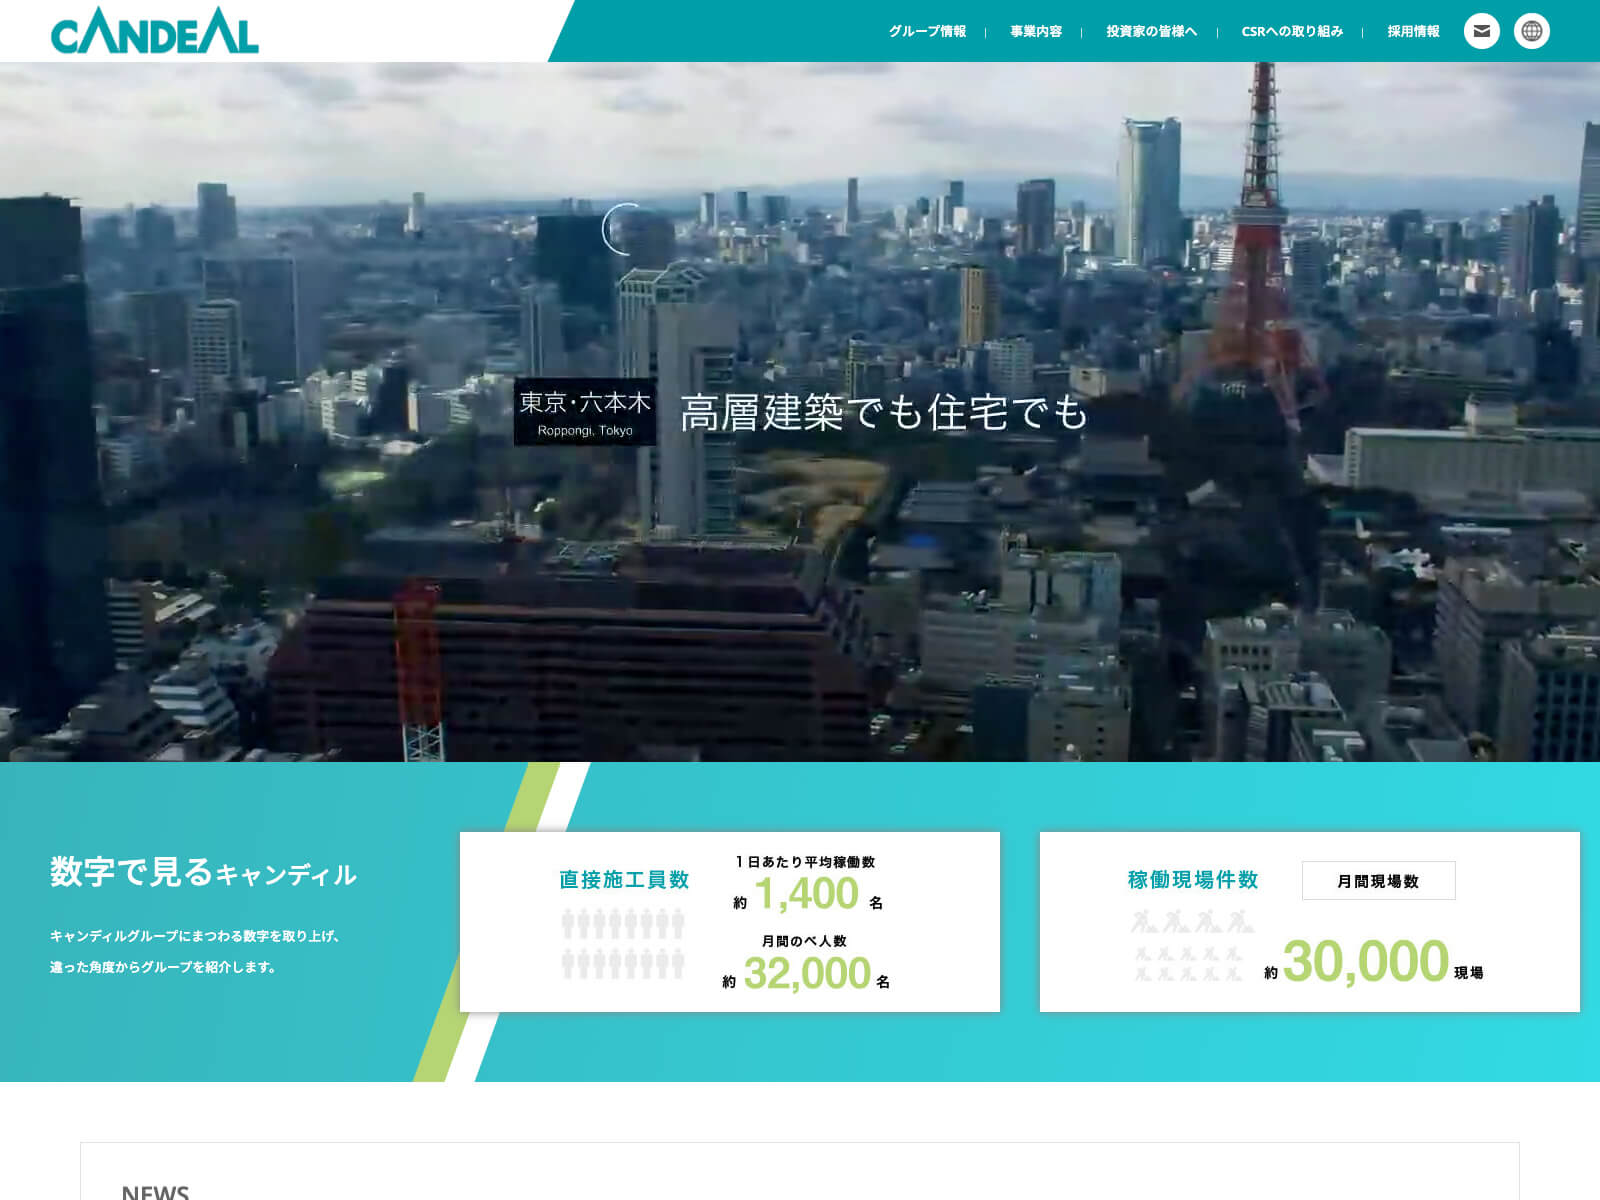 CANDEAL
グループ情報
事業内容
投資家の皆様へ
CSRへの取り組み
採用情報
東京・六本木
Roppongi, Tokyo
高層建築でも住宅でも
数字で見るキャンディル
キャンディルグループにまつわる数字を取り上げ、
違った角度からグループを紹介します。
直接施工員数
1日あたり平均稼働数
約 1,400 名
月間のべ人数
約 32,000 名
稼働現場件数
月間現場数
約 30,000 現場
NEWS